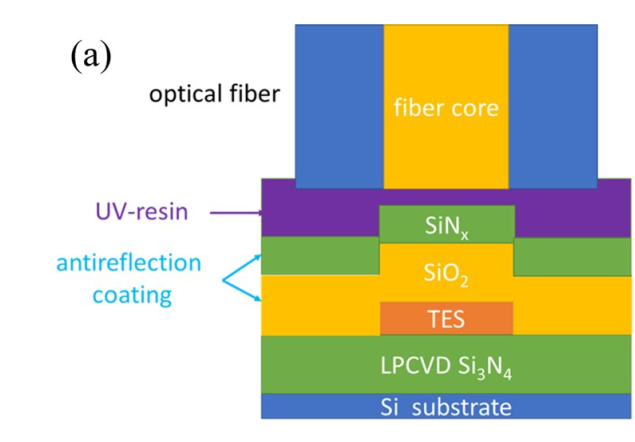 (a)
optical fiber
fiber core
UV-resin
SiNₓ
antireflection
coating
SiO₂
TES
LPCVD Si₃N₄
Si substrate